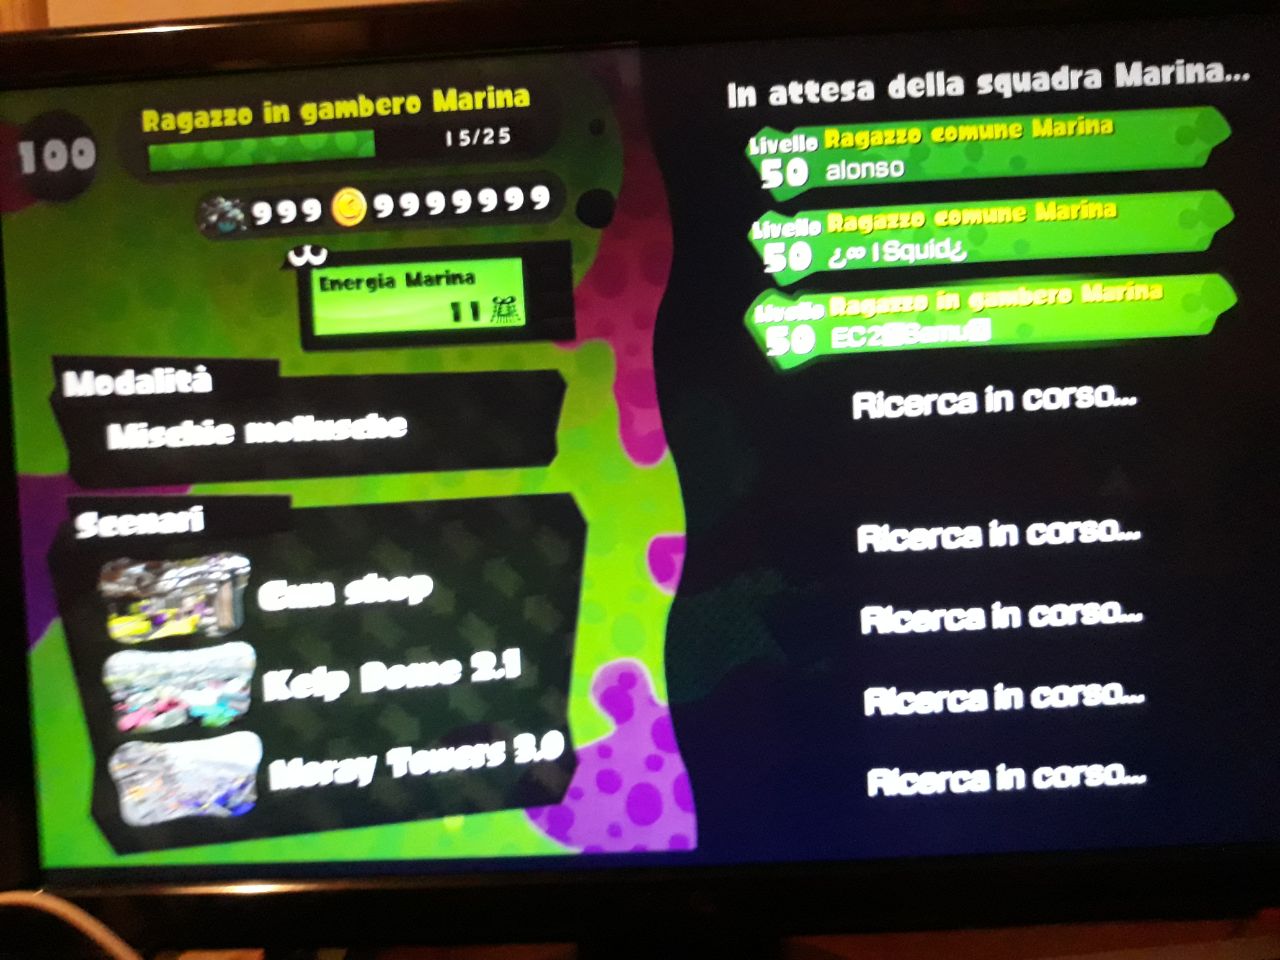 100
Ragazzo in gambero Marina
15/25
999 9999999
Energia Marina
11
Modalità
Mischie mollusche
Scenari
Gun shop
Kelp Dome 2.1
Moray Towers 3.0
In attesa della squadra Marina...
Livello Ragazzo comune Marina
50 alonso
Livello Ragazzo comune Marina
50 ¿∞ ISquid¿
Livello Ragazzo in gambero Marina
50
Ricerca in corso...
Ricerca in corso...
Ricerca in corso...
Ricerca in corso...
Ricerca in corso...